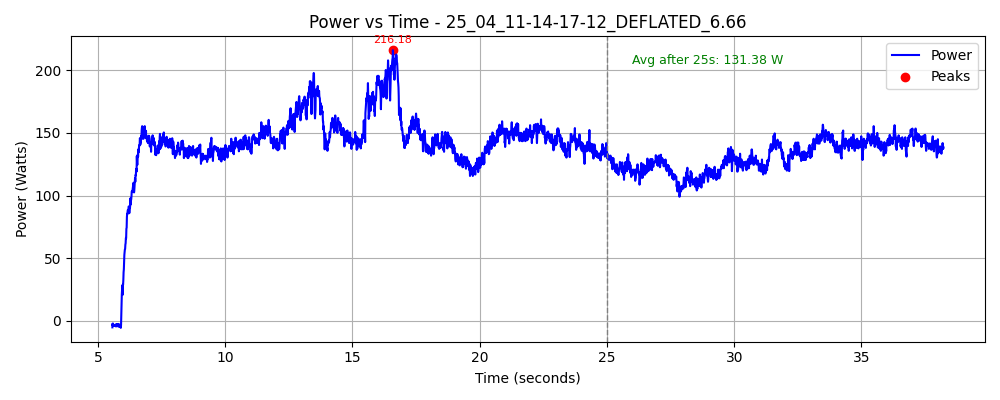 Power vs Time - 25_04_11-14-17-12_DEFLATED_6.66
216.18
Avg after 25s: 131.38 W
Power
Peaks
200
150
100
50
0
Power (Watts)
5 10 15 20 25 30 35
Time (seconds)